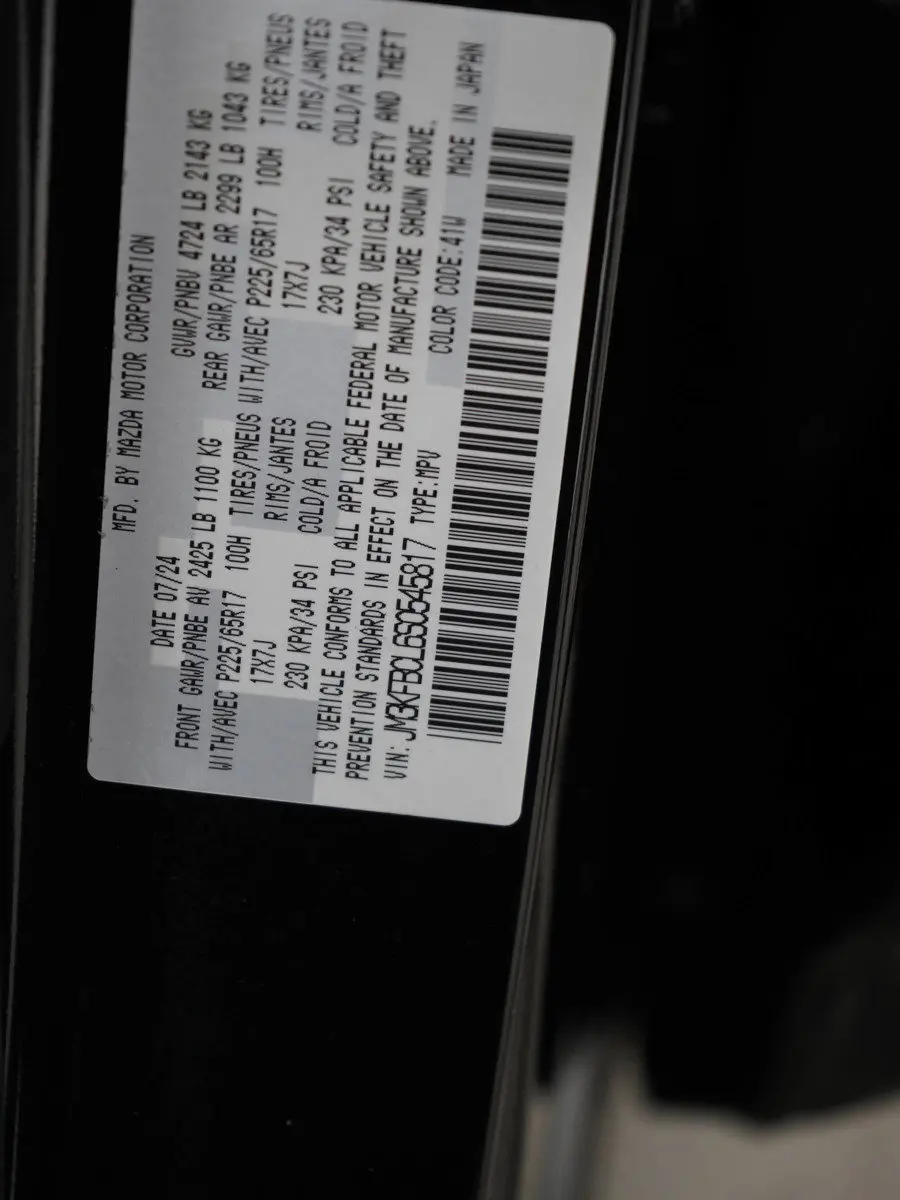 MFD. BY MAZDA MOTOR CORPORATION
DATE 07/24 GVWR/PNBV 4724 LB 2143 KG
FRONT GAWR/PNBE AV 2425 LB 1100 KG REAR GAWR/PNBE AR 2299 LB 1043 KG
WITH/AVEC P225/65R17 100H TIRES/PNEUS WITH/AVEC P225/65R17 100H TIRES/PNEUS
17X7J RIMS/JANTES 17X7J RIMS/JANTES
230 KPA/34 PSI COLD/A FROID 230 KPA/34 PSI COLD/A FROID
THIS VEHICLE CONFORMS TO ALL APPLICABLE FEDERAL MOTOR VEHICLE SAFETY AND THEFT
PREVENTION STANDARDS IN EFFECT ON THE DATE OF MANUFACTURE SHOWN ABOVE.
VIN: JM3KFBCL6S0545817 TYPE:MPV COLOR CODE:41W MADE IN JAPAN